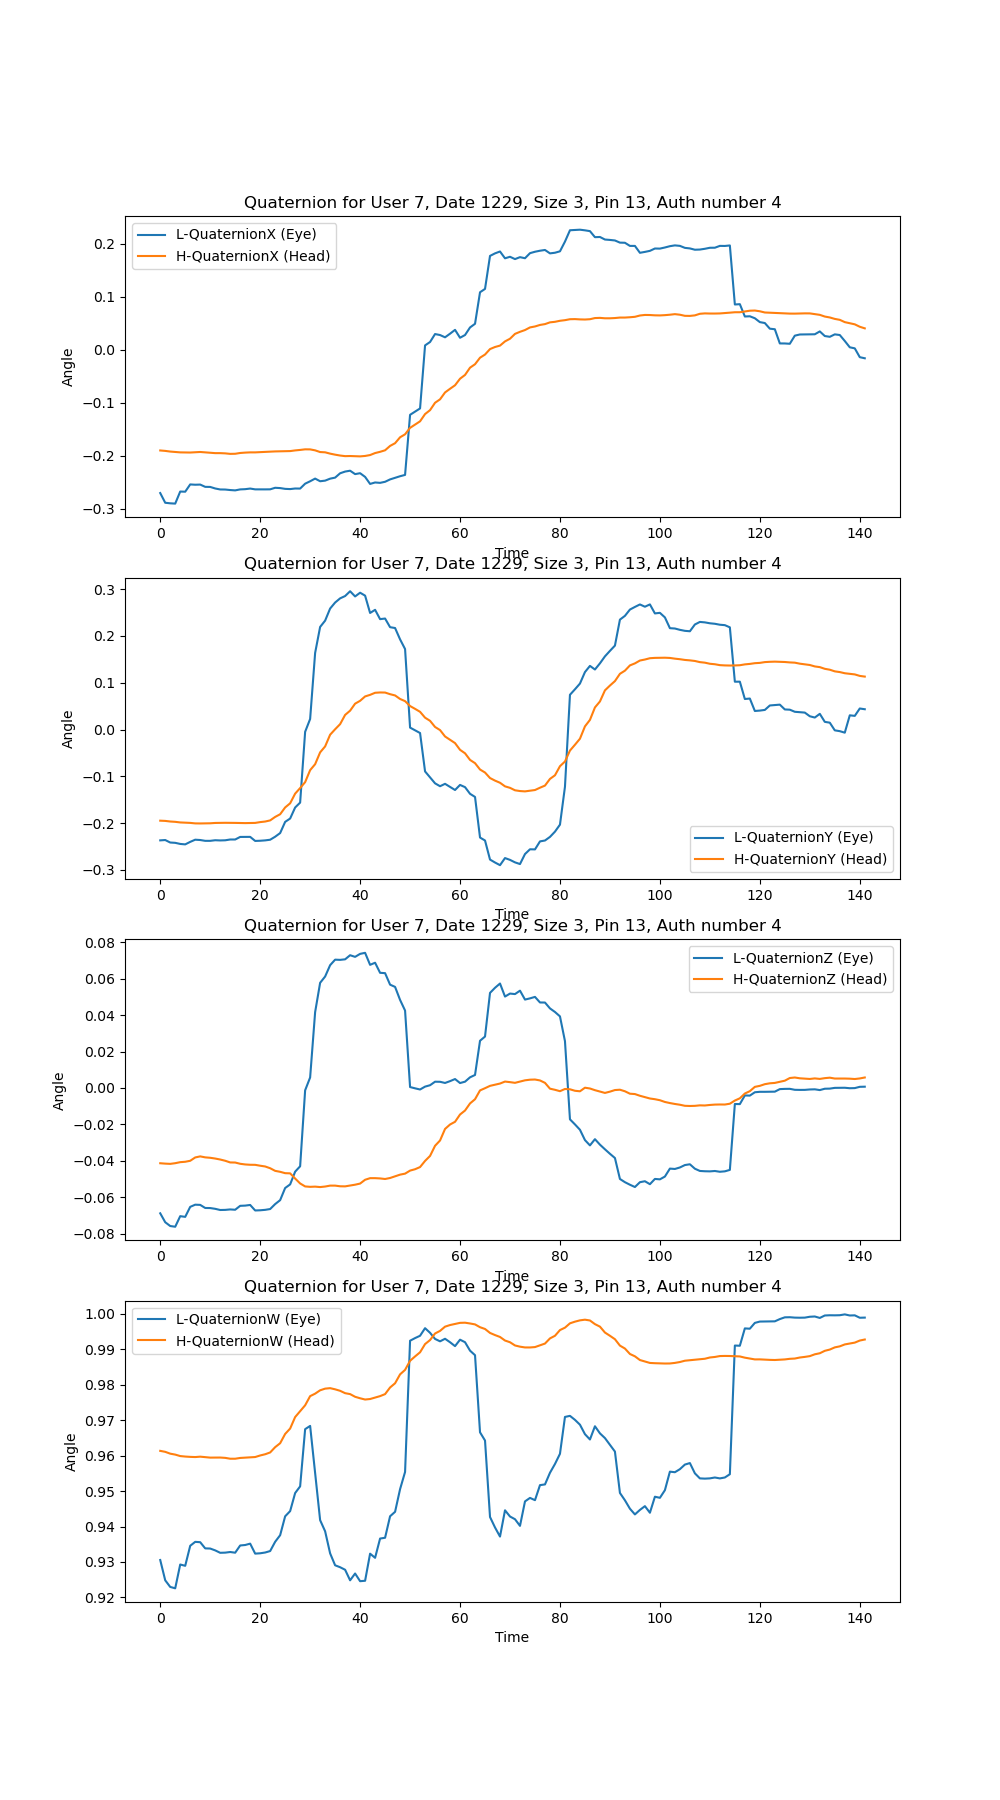 Quaternion for User 7, Date 1229, Size 3, Pin 13, Auth number 4
L-QuaternionX (Eye)
H-QuaternionX (Head)
0.2
0.1
0.0
−0.1
−0.2
−0.3
Angle
0 20 40 60 80 100 120 140
Time
Quaternion for User 7, Date 1229, Size 3, Pin 13, Auth number 4
0.3
0.2
0.1
0.0
−0.1
−0.2
−0.3
Angle
L-QuaternionY (Eye)
H-QuaternionY (Head)
0 20 40 60 80 100 120 140
Time
Quaternion for User 7, Date 1229, Size 3, Pin 13, Auth number 4
L-QuaternionZ (Eye)
H-QuaternionZ (Head)
0.08
0.06
0.04
0.02
0.00
−0.02
−0.04
−0.06
−0.08
Angle
0 20 40 60 80 100 120 140
Time
Quaternion for User 7, Date 1229, Size 3, Pin 13, Auth number 4
L-QuaternionW (Eye)
H-QuaternionW (Head)
1.00
0.99
0.98
0.97
0.96
0.95
0.94
0.93
0.92
Angle
0 20 40 60 80 100 120 140
Time